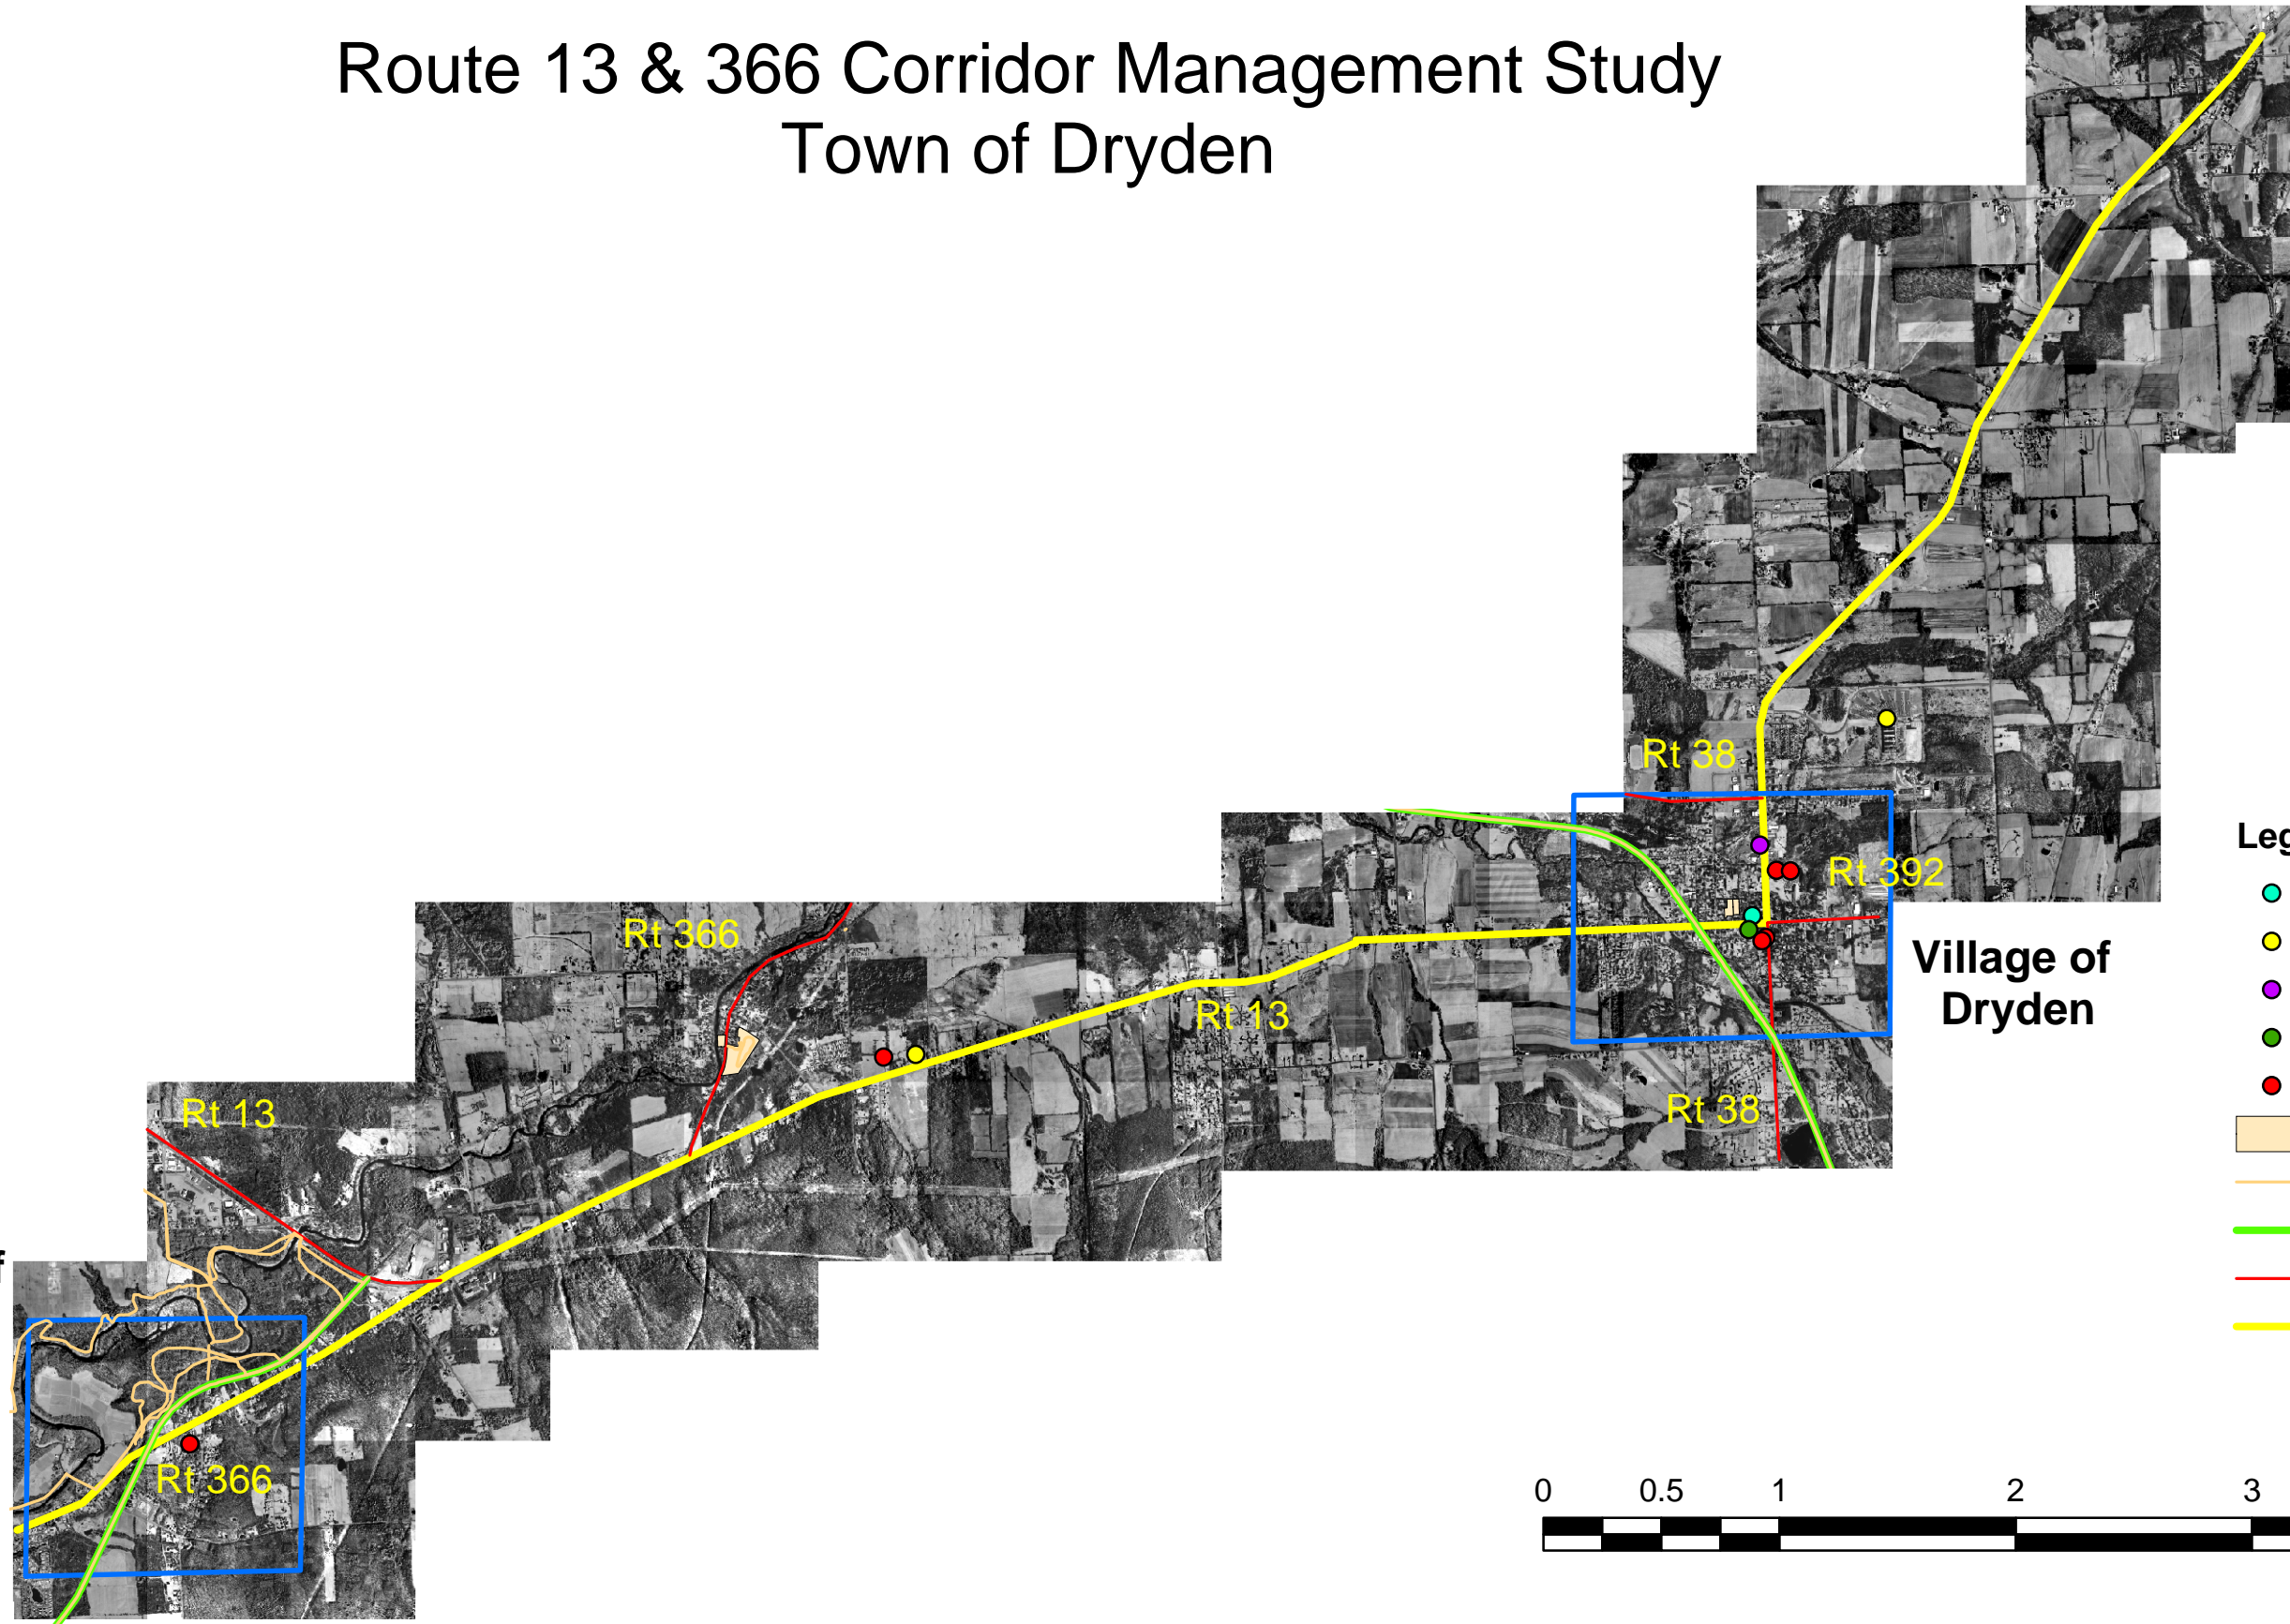 Route 13 & 366 Corridor Management Study
Town of Dryden
Rt 38
Rt 392
Rt 366
Village of
Dryden
Rt 13
Rt 38
Rt 13
Rt 366
0 0.5 1 2 3